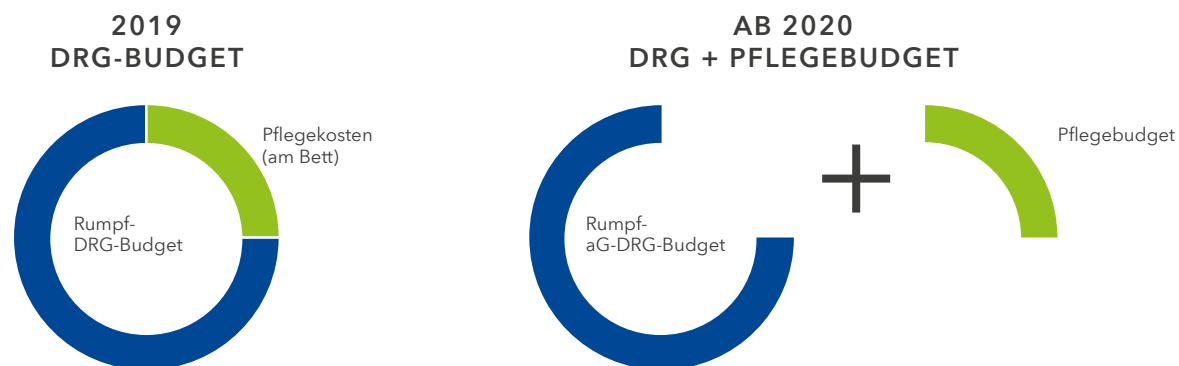 2019
DRG-BUDGET
Pflegekosten
(am Bett)
Rumpf-
DRG-Budget
AB 2020
DRG + PFLEGEBUDGET
Rumpf-
aG-DRG-Budget
Pflegebudget